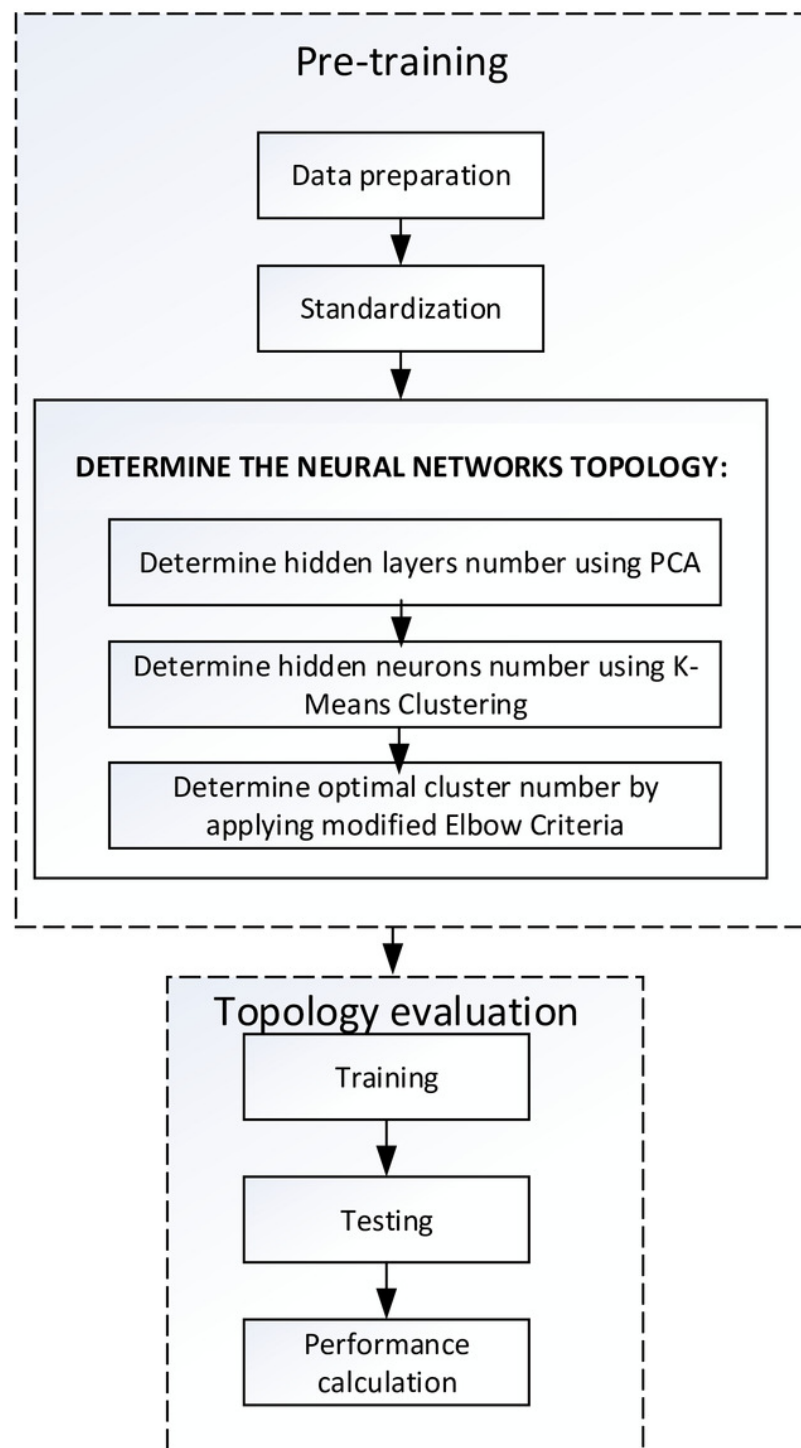 Pre-training
Data preparation
Standardization
DETERMINE THE NEURAL NETWORKS TOPOLOGY:
Determine hidden layers number using PCA
Determine hidden neurons number using K-
Means Clustering
Determine optimal cluster number by
applying modified Elbow Criteria
Topology evaluation
Training
Testing
Performance
calculation